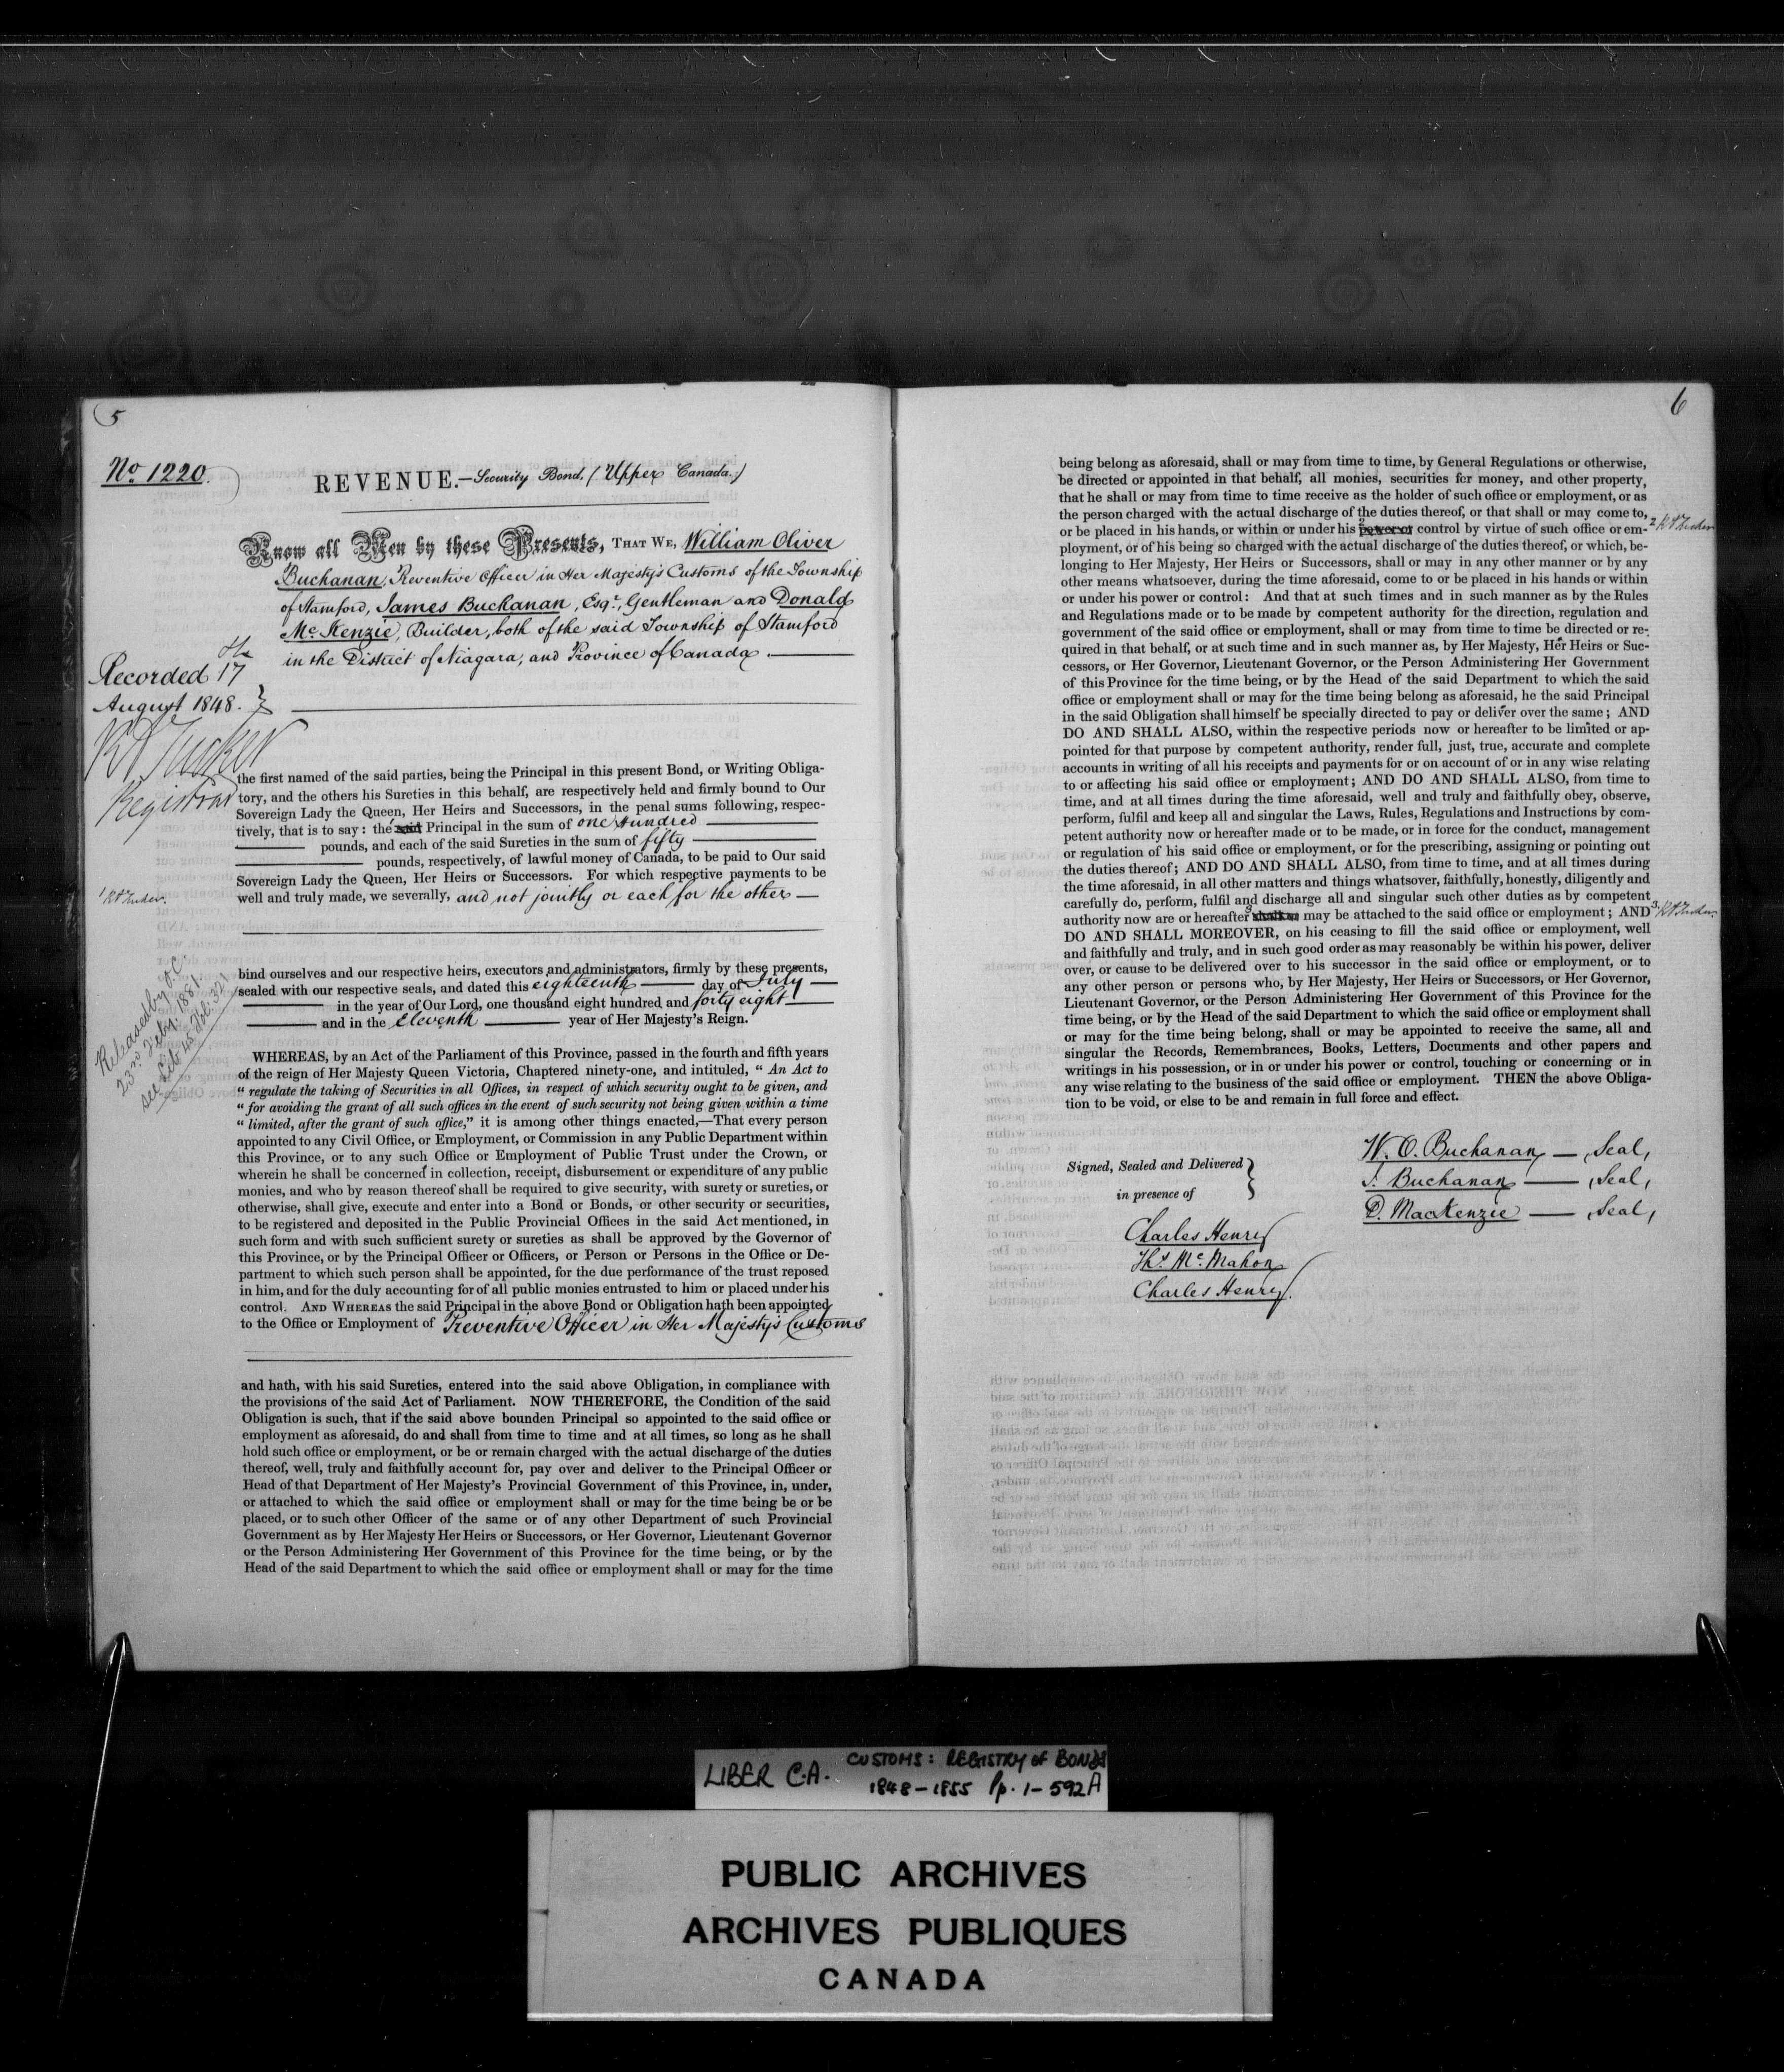 5
No. 1220.
REVENUE.—Security Bond, (Upper Canada.)
Know all Men by these Presents, THAT WE, William Oliver
Buchanan, Preventive Officer in Her Majesty's Customs of the Township
of Stamford, James Buchanan, Esqr., Gentleman and Donald
McKenzie, Builder, both of the said Township of Stamford
in the District of Niagara, and Province of Canada.
Recorded 17th
August 1848.
R A Tucker
Registrar
the first named of the said parties, being the Principal in this present Bond, or Writing Obliga-
tory, and the others his Sureties in this behalf, are respectively held and firmly bound to Our
Sovereign Lady the Queen, Her Heirs and Successors, in the penal sums following, respec-
tively, that is to say: the said Principal in the sum of one Hundred
pounds, and each of the said Sureties in the sum of fifty
pounds, respectively, of lawful money of Canada, to be paid to Our said
Sovereign Lady the Queen, Her Heirs or Successors. For which respective payments to be
well and truly made, we severally, and not jointly or each for the other
1 R A Tucker.
bind ourselves and our respective heirs, executors and administrators, firmly by these presents,
sealed with our respective seals, and dated this eighteenth day of July
in the year of Our Lord, one thousand eight hundred and forty eight
and in the Eleventh year of Her Majesty's Reign.
Released by O.C.
23rd Febr. 1881.
see Lib 45 Fol: 321
WHEREAS, by an Act of the Parliament of this Province, passed in the fourth and fifth years
of the reign of Her Majesty Queen Victoria, Chaptered ninety-one, and intituled, " An Act to
" regulate the taking of Securities in all Offices, in respect of which security ought to be given, and
" for avoiding the grant of all such offices in the event of such security not being given within a time
" limited, after the grant of such office," it is among other things enacted,—That every person
appointed to any Civil Office, or Employment, or Commission in any Public Department within
this Province, or to any such Office or Employment of Public Trust under the Crown, or
wherein he shall be concerned in collection, receipt, disbursement or expenditure of any public
monies, and who by reason thereof shall be required to give security, with surety or sureties, or
otherwise, shall give, execute and enter into a Bond or Bonds, or other security or securities,
to be registered and deposited in the Public Provincial Offices in the said Act mentioned, in
such form and with such sufficient surety or sureties as shall be approved by the Governor of
this Province, or by the Principal Officer or Officers, or Person or Persons in the Office or De-
partment to which such person shall be appointed, for the due performance of the trust reposed
in him, and for the duly accounting for of all public monies entrusted to him or placed under his
control. AND WHEREAS the said Principal in the above Bond or Obligation hath been appointed
to the Office or Employment of Preventive Officer in Her Majesty's Customs
and hath, with his said Sureties, entered into the said above Obligation, in compliance with
the provisions of the said Act of Parliament. NOW THEREFORE, the Condition of the said
Obligation is such, that if the said above bounden Principal so appointed to the said office or
employment as aforesaid, do and shall from time to time and at all times, so long as he shall
hold such office or employment, or be or remain charged with the actual discharge of the duties
thereof, well, truly and faithfully account for, pay over and deliver to the Principal Officer or
Head of that Department of Her Majesty's Provincial Government of this Province, in, under,
or attached to which the said office or employment shall or may for the time being be or be
placed, or to such other Officer of the same or of any other Department of such Provincial
Government as by Her Majesty Her Heirs or Successors, or Her Governor, Lieutenant Governor
or the Person Administering Her Government of this Province for the time being, or by the
Head of the said Department to which the said office or employment shall or may for the time
6
being belong as aforesaid, shall or may from time to time, by General Regulations or otherwise,
be directed or appointed in that behalf, all monies, securities for money, and other property,
that he shall or may from time to time receive as the holder of such office or employment, or as
the person charged with the actual discharge of the duties thereof, or that shall or may come to,
or be placed in his hands, or within or under his power or control by virtue of such office or em- 2 R A Tucker
ployment, or of his being so charged with the actual discharge of the duties thereof, or which, be-
longing to Her Majesty, Her Heirs or Successors, shall or may in any other manner or by any
other means whatsoever, during the time aforesaid, come to or be placed in his hands or within
or under his power or control: And that at such times and in such manner as by the Rules
and Regulations made or to be made by competent authority for the direction, regulation and
government of the said office or employment, shall or may from time to time be directed or re-
quired in that behalf, or at such time and in such manner as, by Her Majesty, Her Heirs or Suc-
cessors, or Her Governor, Lieutenant Governor, or the Person Administering Her Government
of this Province for the time being, or by the Head of the said Department to which the said
office or employment shall or may for the time being belong as aforesaid, he the said Principal
in the said Obligation shall himself be specially directed to pay or deliver over the same; AND
DO AND SHALL ALSO, within the respective periods now or hereafter to be limited or ap-
pointed for that purpose by competent authority, render full, just, true, accurate and complete
accounts in writing of all his receipts and payments for or on account of or in any wise relating
to or affecting his said office or employment; AND DO AND SHALL ALSO, from time to
time, and at all times during the time aforesaid, well and truly and faithfully obey, observe,
perform, fulfil and keep all and singular the Laws, Rules, Regulations and Instructions by com-
petent authority now or hereafter made or to be made, or in force for the conduct, management
or regulation of his said office or employment, or for the prescribing, assigning or pointing out
the duties thereof; AND DO AND SHALL ALSO, from time to time, and at all times during
the time aforesaid, in all other matters and things whatsoever, faithfully, honestly, diligently and
carefully do, perform, fulfil and discharge all and singular such other duties as by competent
authority now are or hereafter shall or may be attached to the said office or employment; AND 3 R A Tucker.
DO AND SHALL MOREOVER, on his ceasing to fill the said office or employment, well
and faithfully and truly, and in such good order as may reasonably be within his power, deliver
over, or cause to be delivered over to his successor in the said office or employment, or to
any other person or persons who, by Her Majesty, Her Heirs or Successors, or Her Governor,
Lieutenant Governor, or the Person Administering Her Government of this Province for the
time being, or by the Head of the said Department to which the said office or employment shall
or may for the time being belong, shall or may be appointed to receive the same, all and
singular the Records, Remembrances, Books, Letters, Documents and other papers and
writings in his possession, or in or under his power or control, touching or concerning or in
any wise relating to the business of the said office or employment. THEN the above Obliga-
tion to be void, or else to be and remain in full force and effect.
W. O. Buchanan — Seal,
J. Buchanan — Seal,
D. MacKenzie — Seal,
Signed, Sealed and Delivered
in presence of
Charles Henry
Ths. McMahon
Charles Henry.
LIBER C.A. CUSTOMS: REGISTRY of BONDS
1848-1855 Pp. 1-592A
PUBLIC ARCHIVES
ARCHIVES PUBLIQUES
CANADA